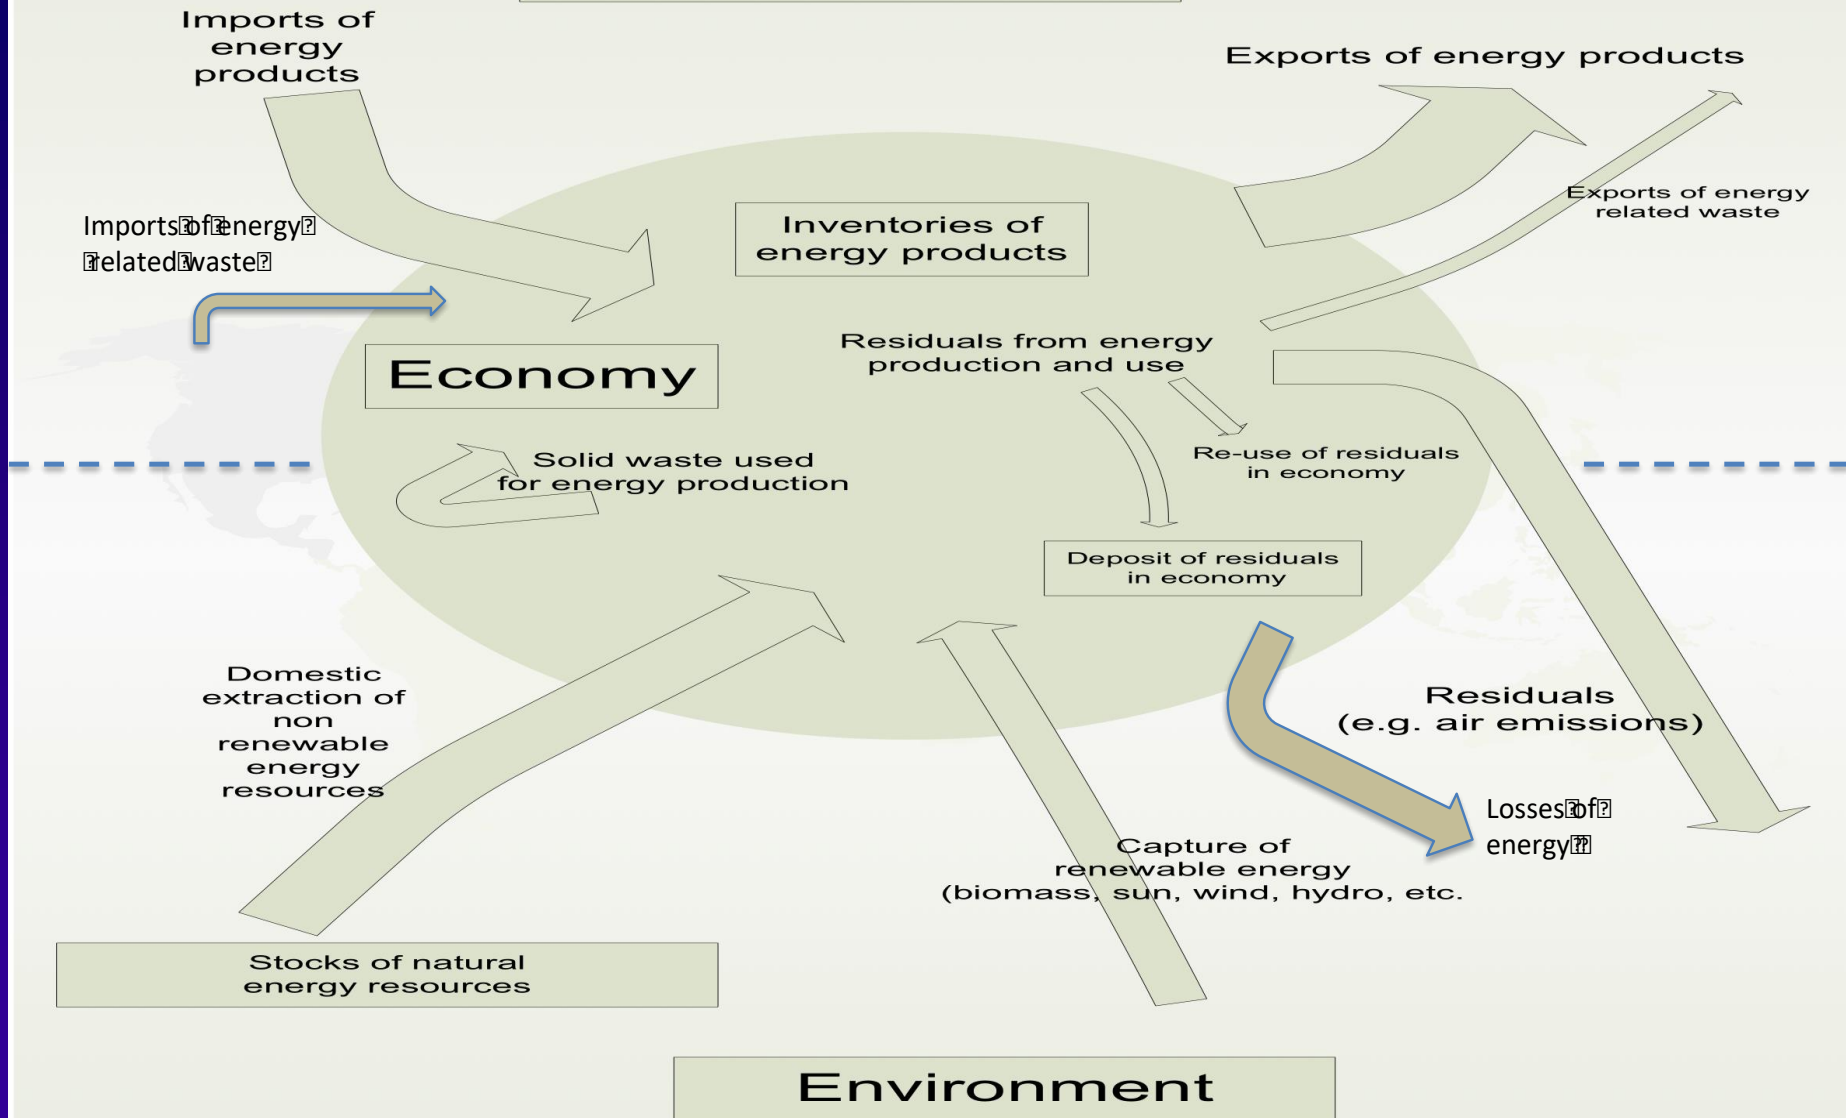 Imports of
energy
products
Exports of energy products
Exports of energy
related waste
Imports of energy
related waste
Inventories of
energy products
Residuals from energy
production and use
Economy
Re-use of residuals
in economy
Solid waste used
for energy production
Deposit of residuals
in economy
Domestic
extraction of
non
renewable
energy
resources
Residuals
(e.g. air emissions)
Losses of
energy
Capture of
renewable energy
(biomass, sun, wind, hydro, etc.
Stocks of natural
energy resources
Environment